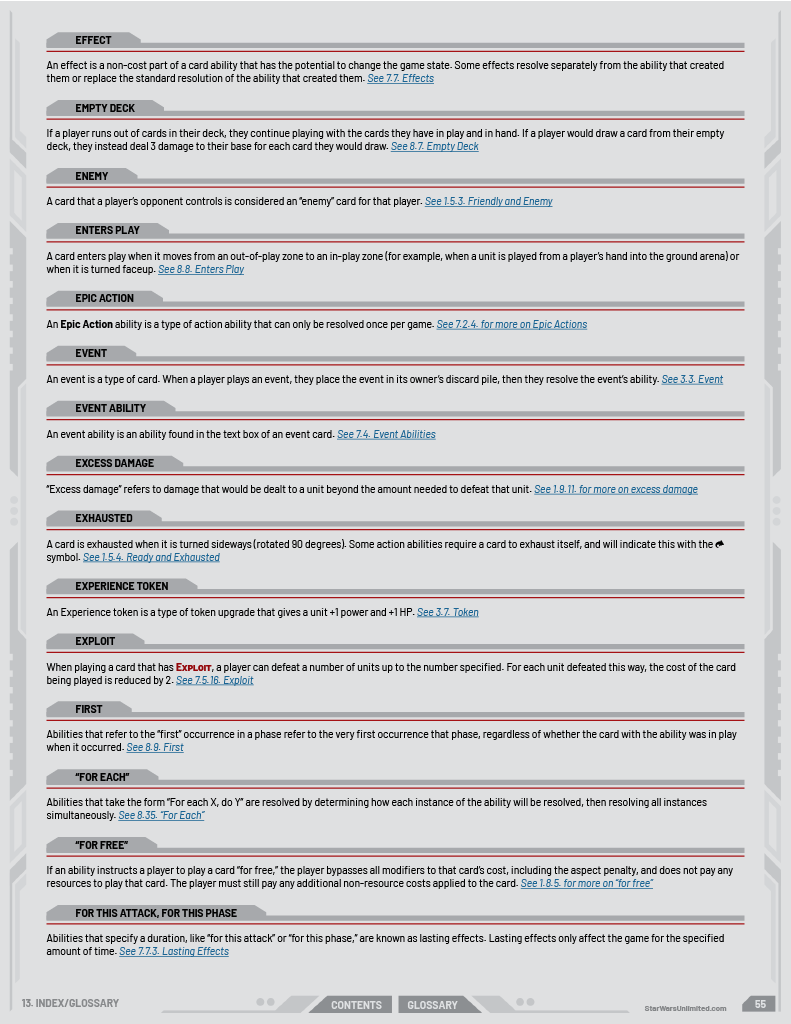 EFFECT
An effect is a non-cost part of a card ability that has the potential to change the game state. Some effects resolve separately from the ability that created
them or replace the standard resolution of the ability that created them. See 7.7. Effects
EMPTY DECK
If a player runs out of cards in their deck, they continue playing with the cards they have in play and in hand. If a player would draw a card from their empty
deck, they instead deal 3 damage to their base for each card they would draw. See 8.7. Empty Deck
ENEMY
A card that a player's opponent controls is considered an “enemy” card for that player. See 1.5.3. Friendly and Enemy
ENTERS PLAY
A card enters play when it moves from an out-of-play zone to an in-play zone (for example, when a unit is played from a player's hand into the ground arena) or
when it is turned faceup. See 8.8. Enters Play
EPIC ACTION
An Epic Action ability is a type of action ability that can only be resolved once per game. See 7.2.4. for more on Epic Actions
EVENT
An event is a type of card. When a player plays an event, they place the event in its owner's discard pile, then they resolve the event's ability. See 3.3. Event
EVENT ABILITY
An event ability is an ability found in the text box of an event card. See 7.4. Event Abilities
EXCESS DAMAGE
“Excess damage” refers to damage that would be dealt to a unit beyond the amount needed to defeat that unit. See 1.9.11. for more on excess damage
EXHAUSTED
A card is exhausted when it is turned sideways (rotated 90 degrees). Some action abilities require a card to exhaust itself, and will indicate this with the
symbol. See 1.5.4. Ready and Exhausted
EXPERIENCE TOKEN
An Experience token is a type of token upgrade that gives a unit +1 power and +1 HP. See 3.7. Token
EXPLOIT
When playing a card that has EXPLOIT, a player can defeat a number of units up to the number specified. For each unit defeated this way, the cost of the card
being played is reduced by 2. See 7.5.16. Exploit
FIRST
Abilities that refer to the “first” occurrence in a phase refer to the very first occurrence that phase, regardless of whether the card with the ability was in play
when it occurred. See 8.9. First
“FOR EACH”
Abilities that take the form “For each X, do Y” are resolved by determining how each instance of the ability will be resolved, then resolving all instances
simultaneously. See 8.35. “For Each”
“FOR FREE”
If an ability instructs a player to play a card “for free,” the player bypasses all modifiers to that card's cost, including the aspect penalty, and does not pay any
resources to play that card. The player must still pay any additional non-resource costs applied to the card. See 1.8.5. for more on “for free”
FOR THIS ATTACK, FOR THIS PHASE
Abilities that specify a duration, like “for this attack” or “for this phase,” are known as lasting effects. Lasting effects only affect the game for the specified
amount of time. See 7.7.3. Lasting Effects
13. INDEX/GLOSSARY
CONTENTS
GLOSSARY
StarWarsUnlimited.com
55